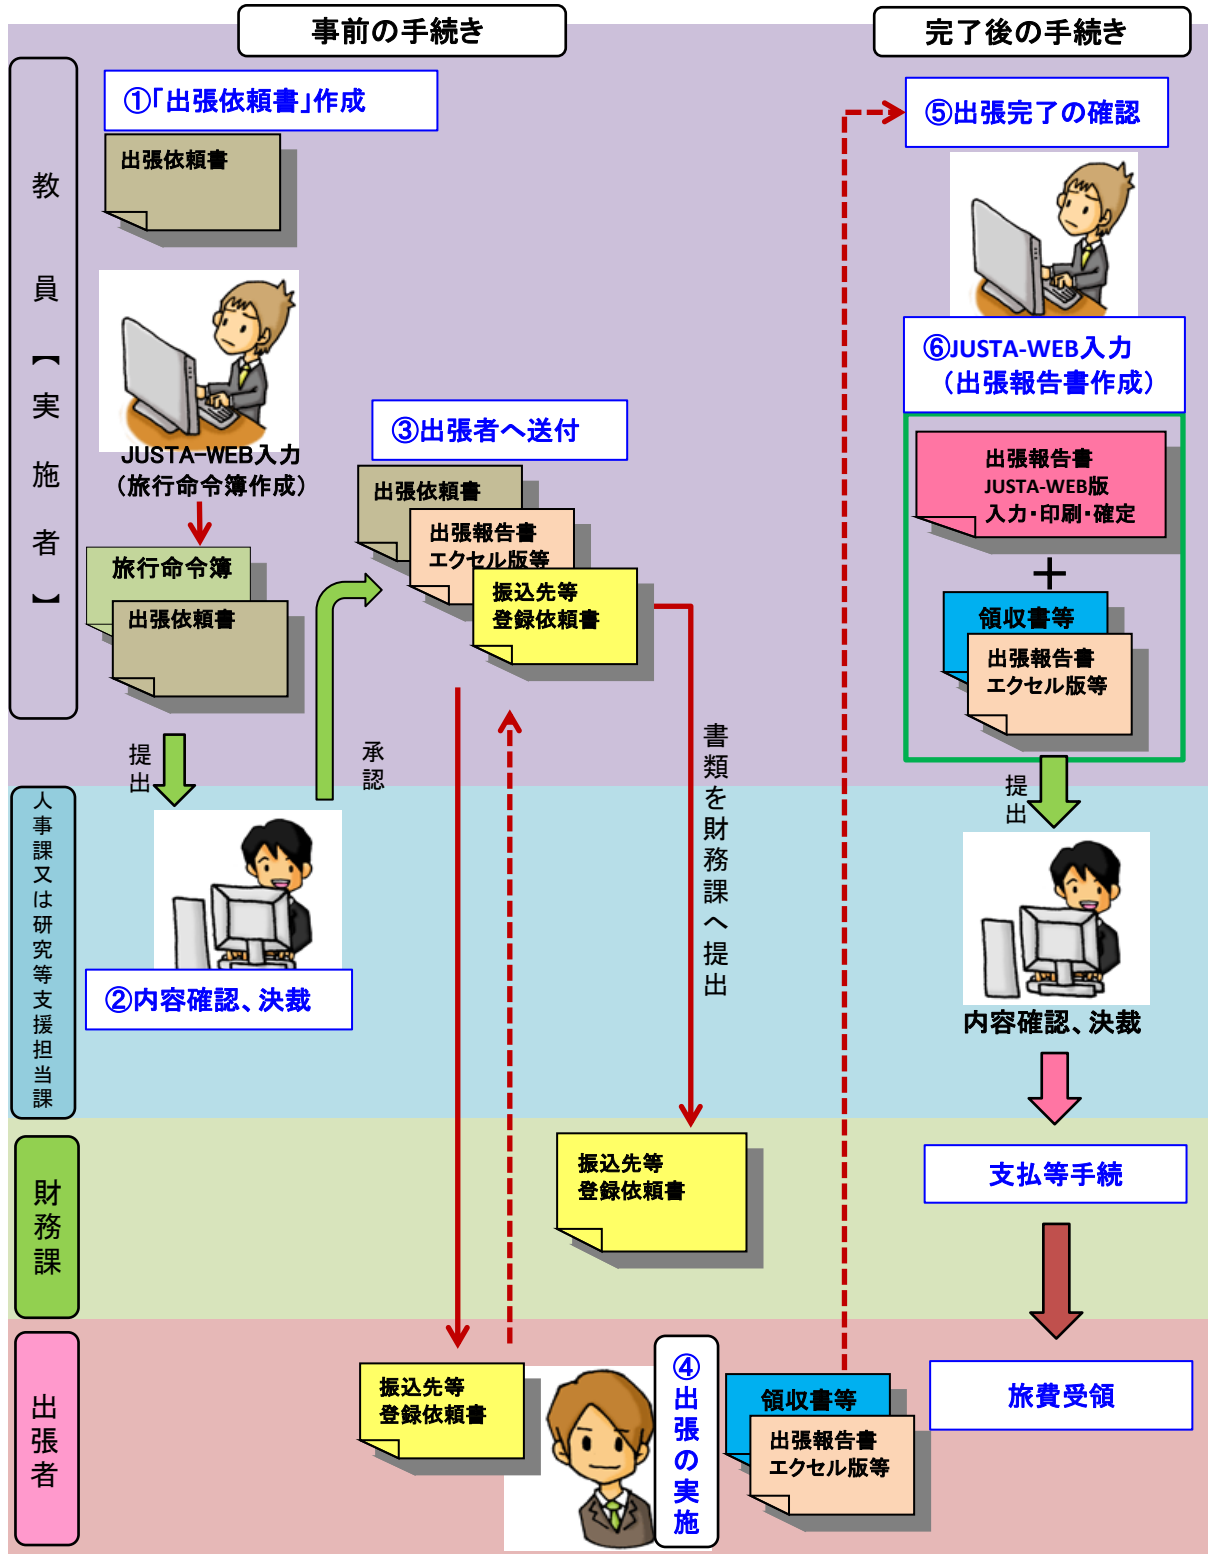 事前の手続き
完了後の手続き
教員【実施者】
①「出張依頼書」作成
出張依頼書
JUSTA-WEB入力
（旅行命令簿作成）
旅行命令簿
出張依頼書
提出
承認
③出張者へ送付
出張依頼書
出張報告書
エクセル版等
振込先等
登録依頼書
書類を財務課へ提出
⑤出張完了の確認
⑥JUSTA-WEB入力
（出張報告書作成）
出張報告書
JUSTA-WEB版
入力・印刷・確定
＋
領収書等
出張報告書
エクセル版等
提出
人事課又は研究等支援担当課
②内容確認、決裁
内容確認、決裁
財務課
振込先等
登録依頼書
支払等手続
出張者
振込先等
登録依頼書
④出張の実施
領収書等
出張報告書
エクセル版等
旅費受領